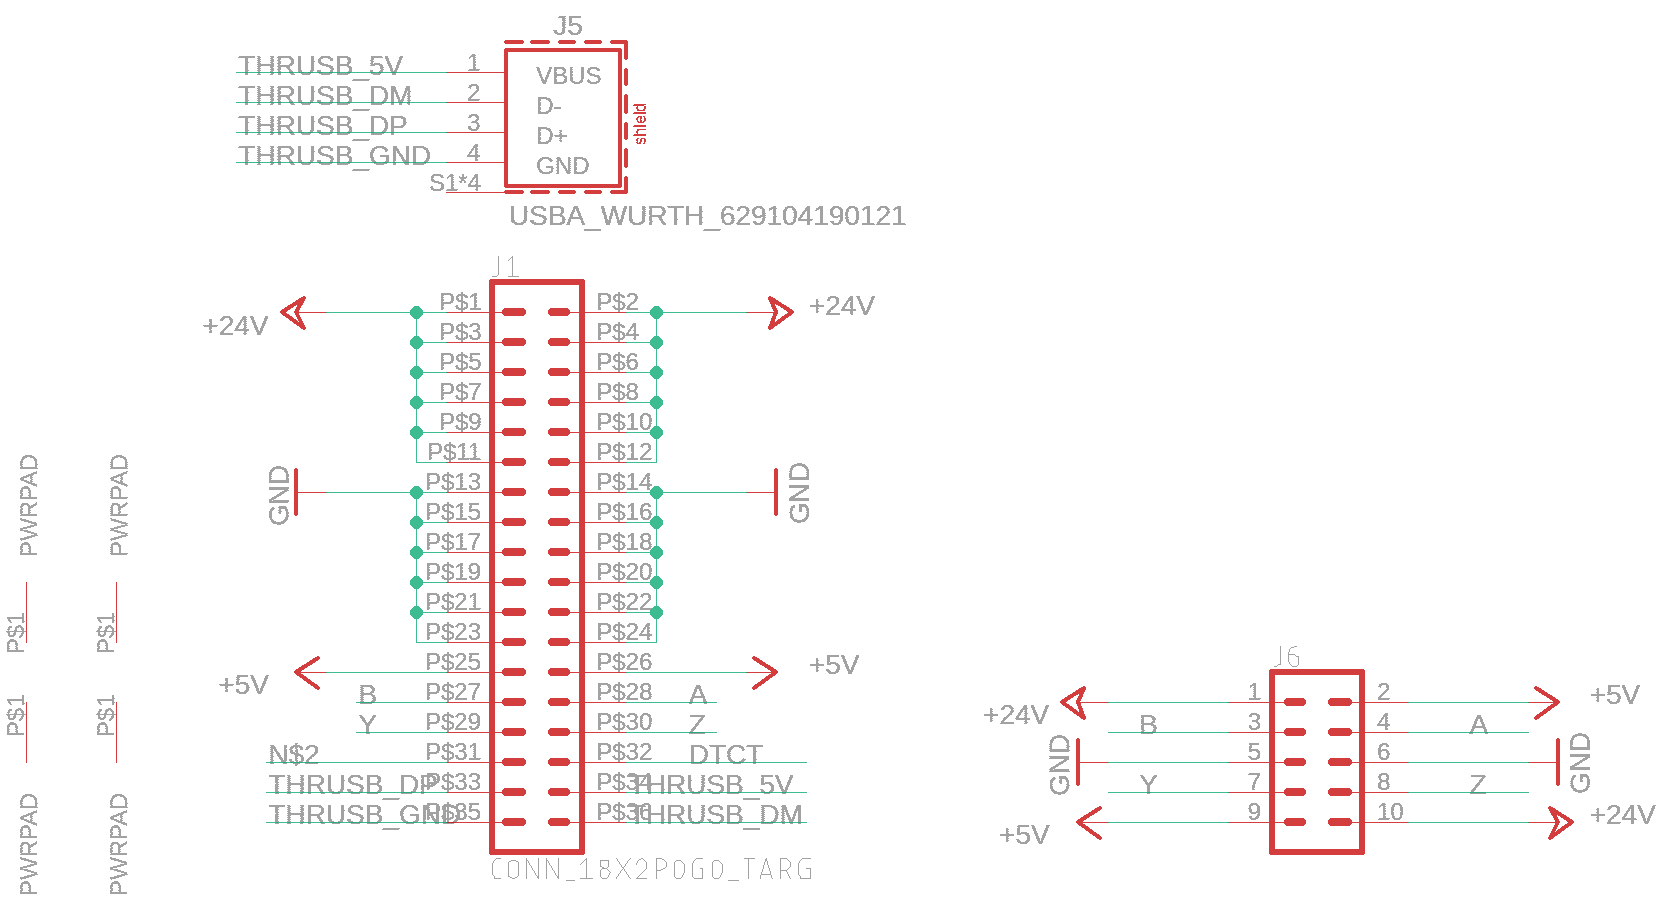 J5
THRUSB_5V 1 VBUS
THRUSB_DM 2 D-
THRUSB_DP 3 D+
THRUSB_GND 4 GND
S1*4
shield
USBA_WURTH_629104190121
J1
+24V P$1 P$2 +24V
P$3 P$4
P$5 P$6
P$7 P$8
P$9 P$10
P$11 P$12
GND P$13 P$14 GND
P$15 P$16
P$17 P$18
P$19 P$20
P$21 P$22
P$23 P$24
+5V P$25 P$26 +5V
B P$27 P$28 A
Y P$29 P$30 Z
N$2 P$31 P$32 DTCT
THRUSB_DP P$33 P$34 THRUSB_5V
THRUSB_GND P$35 P$36 THRUSB_DM
CONN_18X2POGO_TARG
PWRPAD PWRPAD
P$1 P$1
P$1 P$1
PWRPAD PWRPAD
J6
+24V 1 2 +5V
B 3 4 A
GND 5 6 GND
Y 7 8 Z
+5V 9 10 +24V